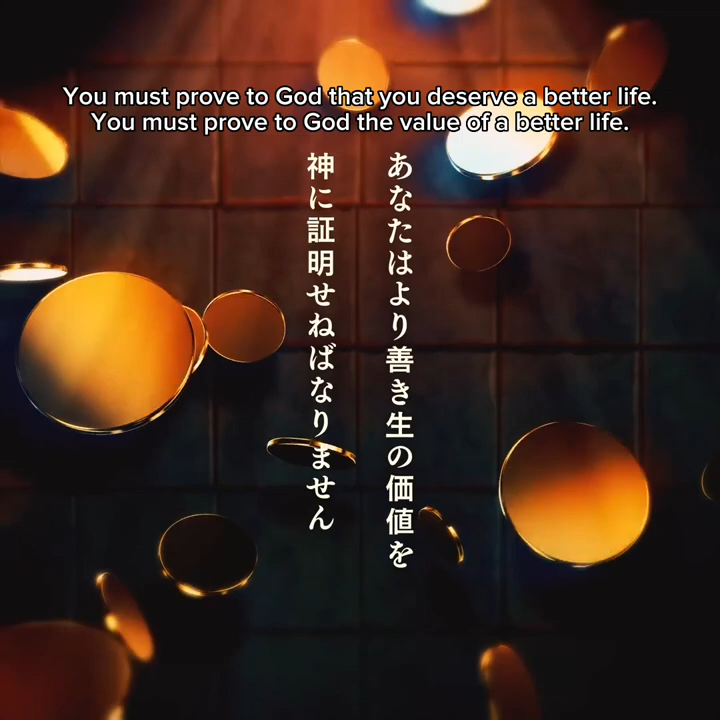 You must prove to God that you deserve a better life.
You must prove to God the value of a better life.
あなたはより善き生の価値を
神に証明せねばなりません